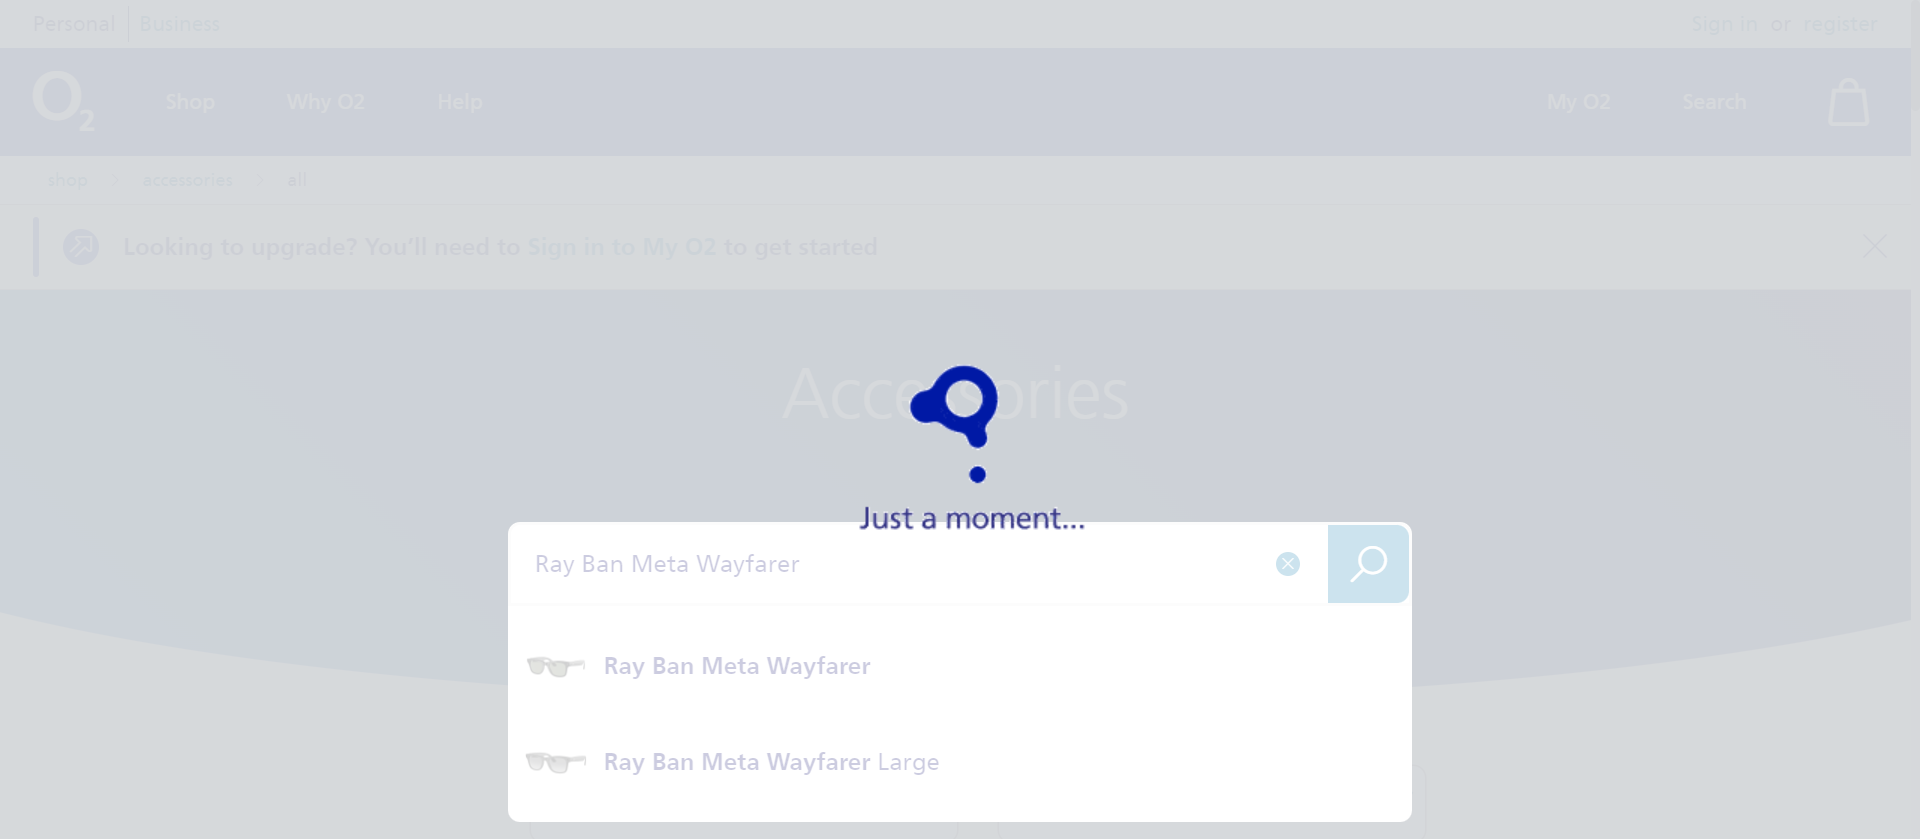 Personal
Business
Sign in or register
O2
Shop
Why O2
Help
My O2
Search
shop > accessories > all
Looking to upgrade? You'll need to Sign in to My O2 to get started
Accessories
Just a moment...
Ray Ban Meta Wayfarer
Ray Ban Meta Wayfarer
Ray Ban Meta Wayfarer Large